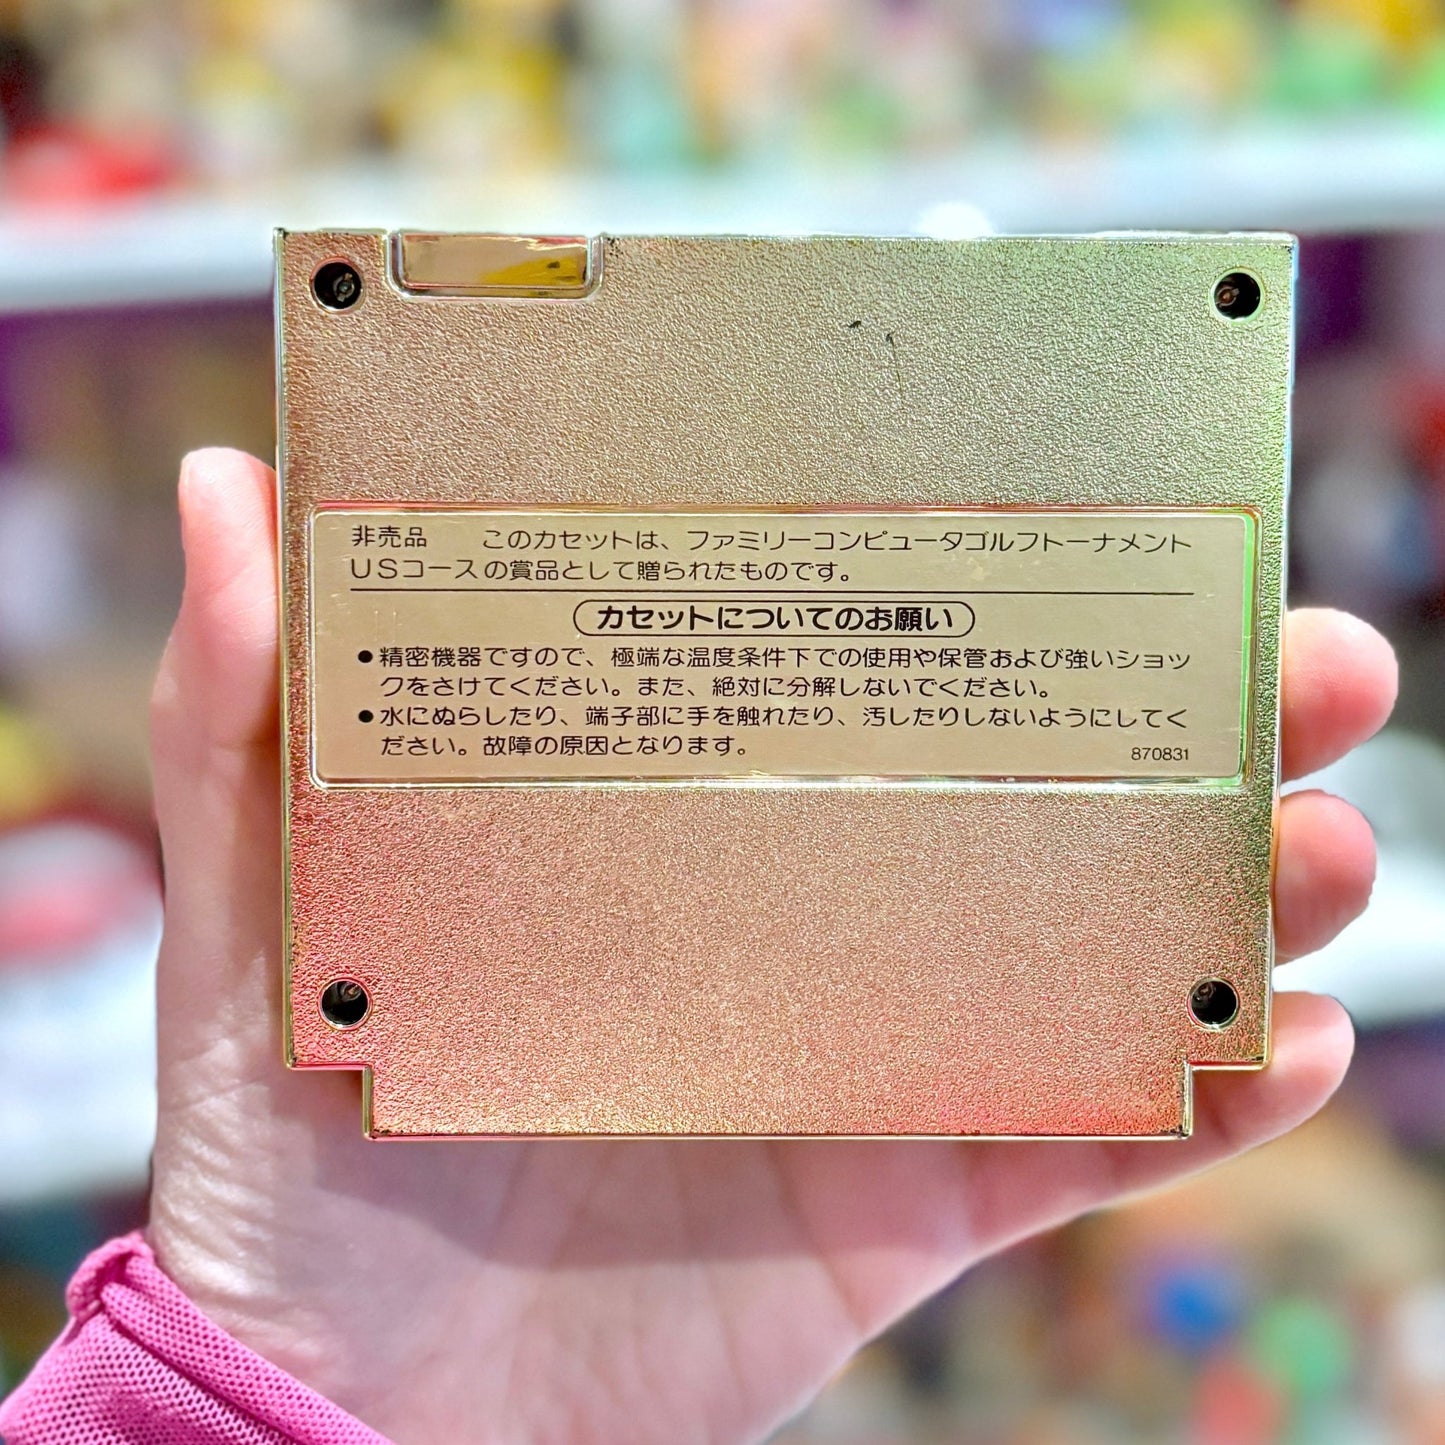 非売品　このカセットは、ファミリーコンピュータゴルフトーナメント
USコースの賞品として贈られたものです。
カセットについてのお願い
●精密機器ですので、極端な温度条件下での使用や保管および強いショッ
クをさけてください。また、絶対に分解しないでください。
●水にぬらしたり、端子部に手を触れたり、汚したりしないようにしてく
ださい。故障の原因となります。
870831